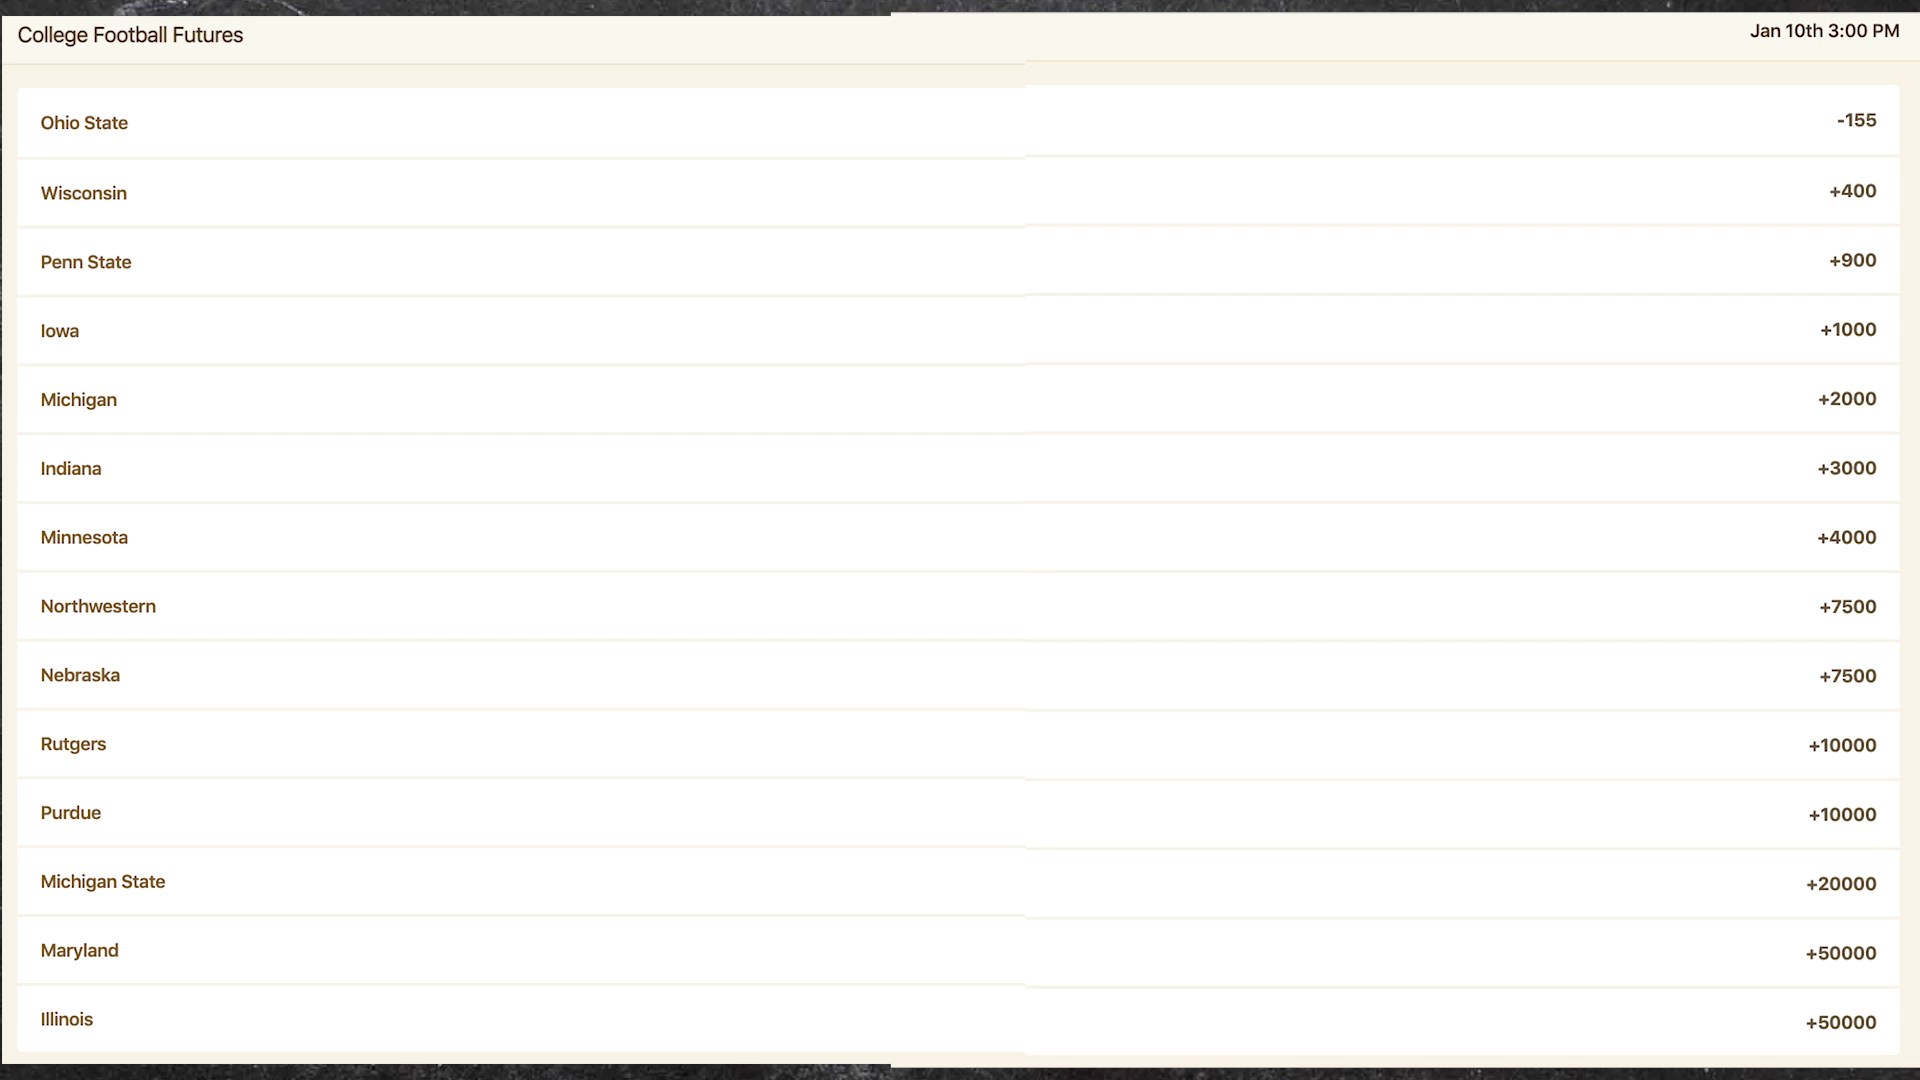 College Football Futures Jan 10th 3:00 PM
Ohio State -155
Wisconsin +400
Penn State +900
Iowa +1000
Michigan +2000
Indiana +3000
Minnesota +4000
Northwestern +7500
Nebraska +7500
Rutgers +10000
Purdue +10000
Michigan State +20000
Maryland +50000
Illinois +50000